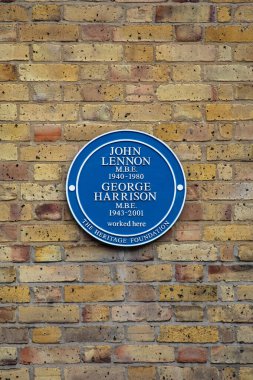 JOHN
LENNON
M.B.E.
1940-1980
GEORGE
HARRISON
M.B.E.
1943-2001
worked here
THE HERITAGE FOUNDATION